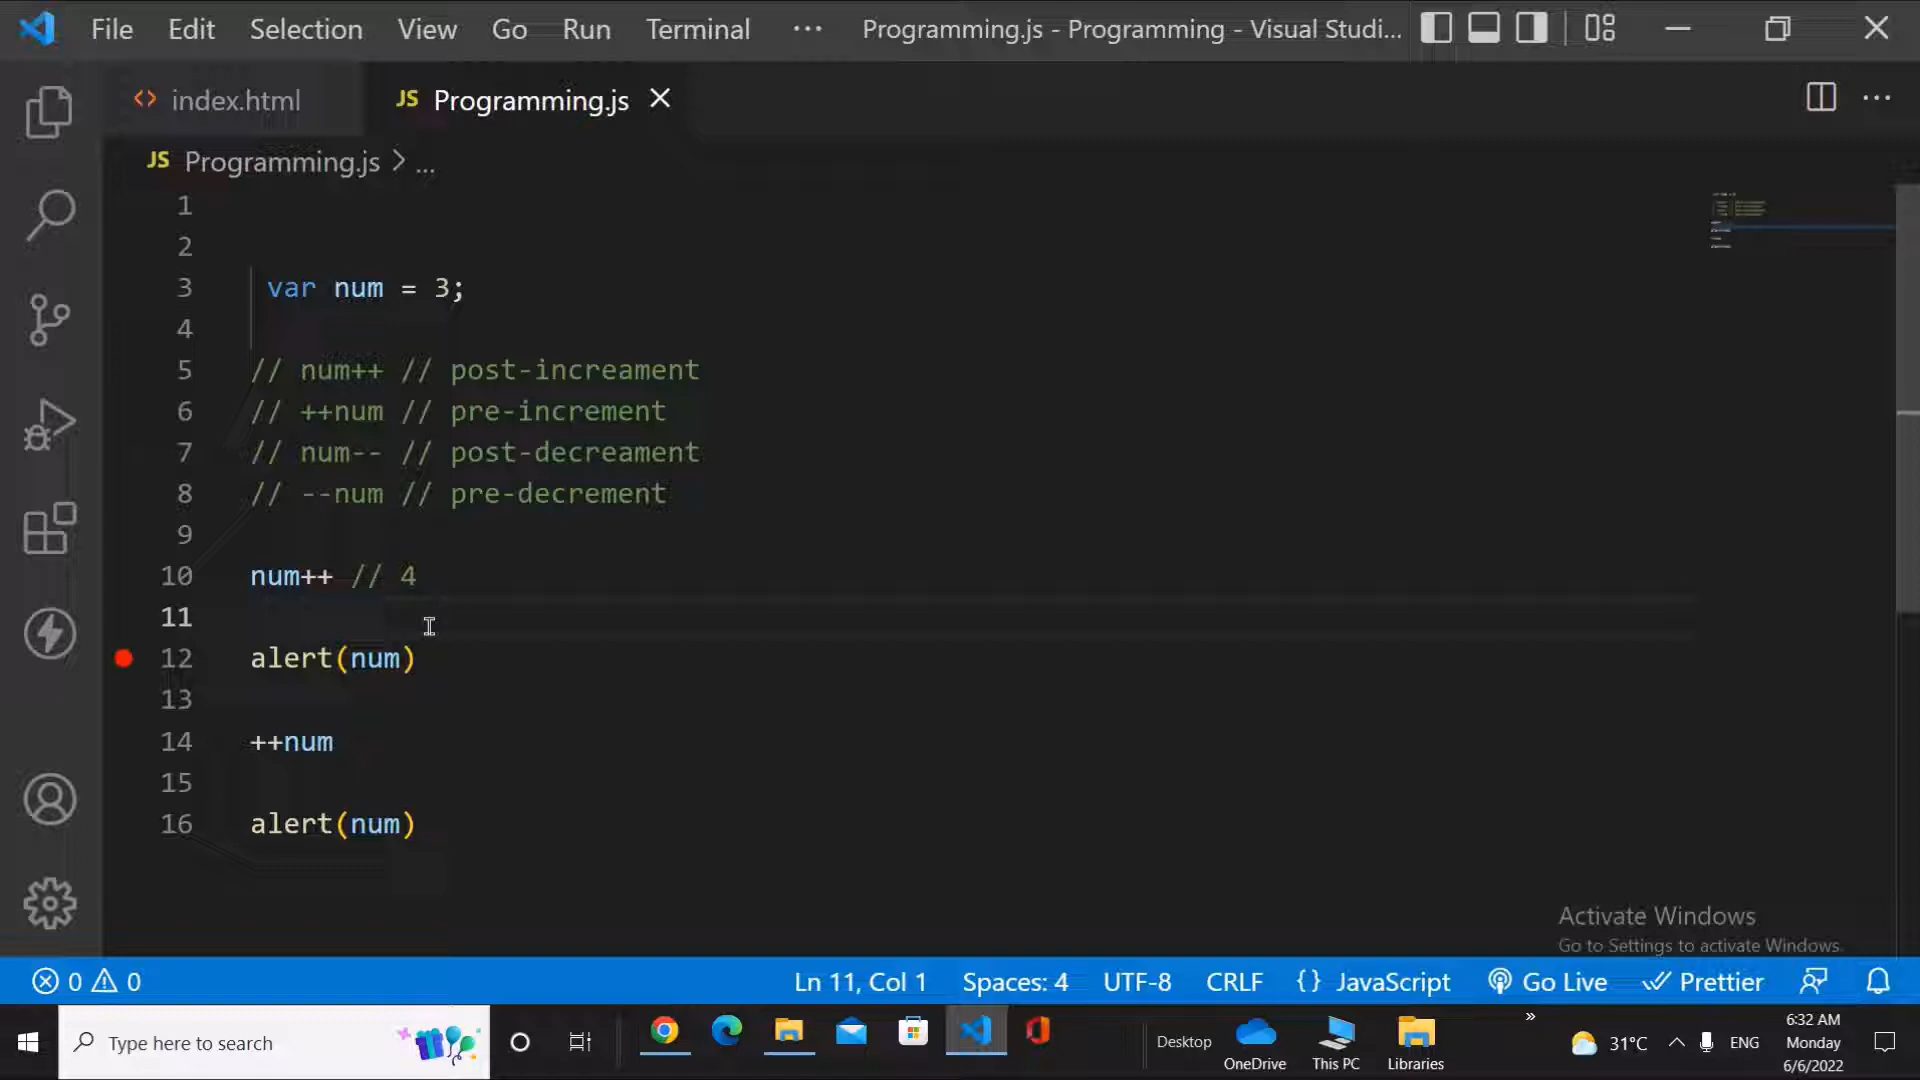 File Edit Selection View Go Run Terminal ··· Programming.js - Programming - Visual Studi...
index.html JS Programming.js
JS Programming.js > ...
1
2
3 var num = 3;
4
5 // num++ // post-increament
6 // ++num // pre-increment
7 // num-- // post-decreament
8 // --num // pre-decrement
9
10 num++ // 4
11
12 alert(num)
13
14 ++num
15
16 alert(num)
Activate Windows
Go to Settings to activate Windows.
0 0 Ln 11, Col 1 Spaces: 4 UTF-8 CRLF {} JavaScript Go Live Prettier
Type here to search Desktop OneDrive This PC Libraries » 31°C ENG 6:32 AM
Monday
6/6/2022